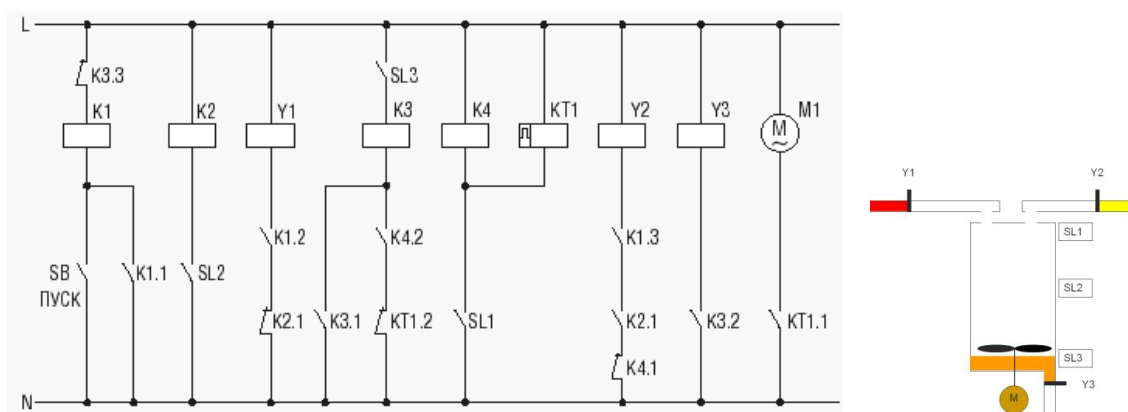 L
K3.3
SL3
K1 K2 Y1 K3 K4 KT1 Y2 Y3 M1
M
~
K1.2 K4.2 K1.3
SB
ПУСК
K1.1 SL2
K2.1 K3.1 KT1.2 SL1 K2.1 K3.2 KT1.1
K4.1
N
Y1 Y2
SL1
SL2
SL3
M Y3